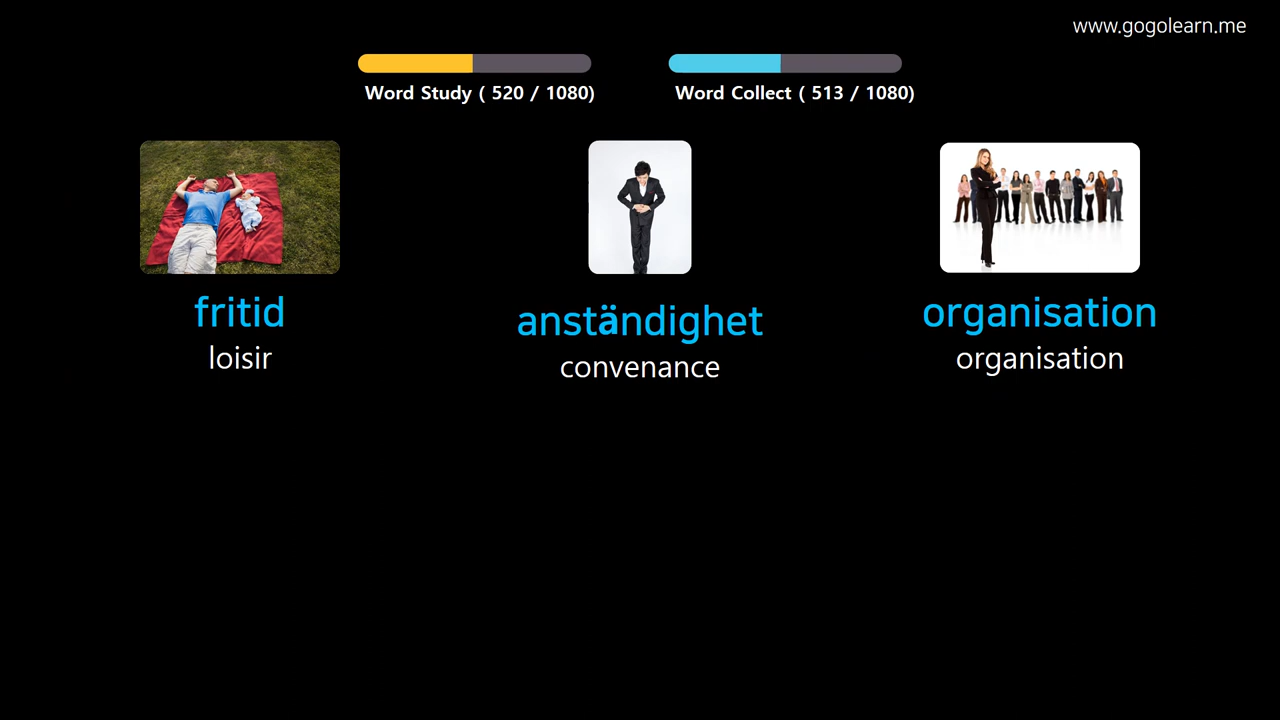 www.gogolearn.me
Word Study ( 520 / 1080)
Word Collect ( 513 / 1080)
fritid
loisir
anständighet
convenance
organisation
organisation